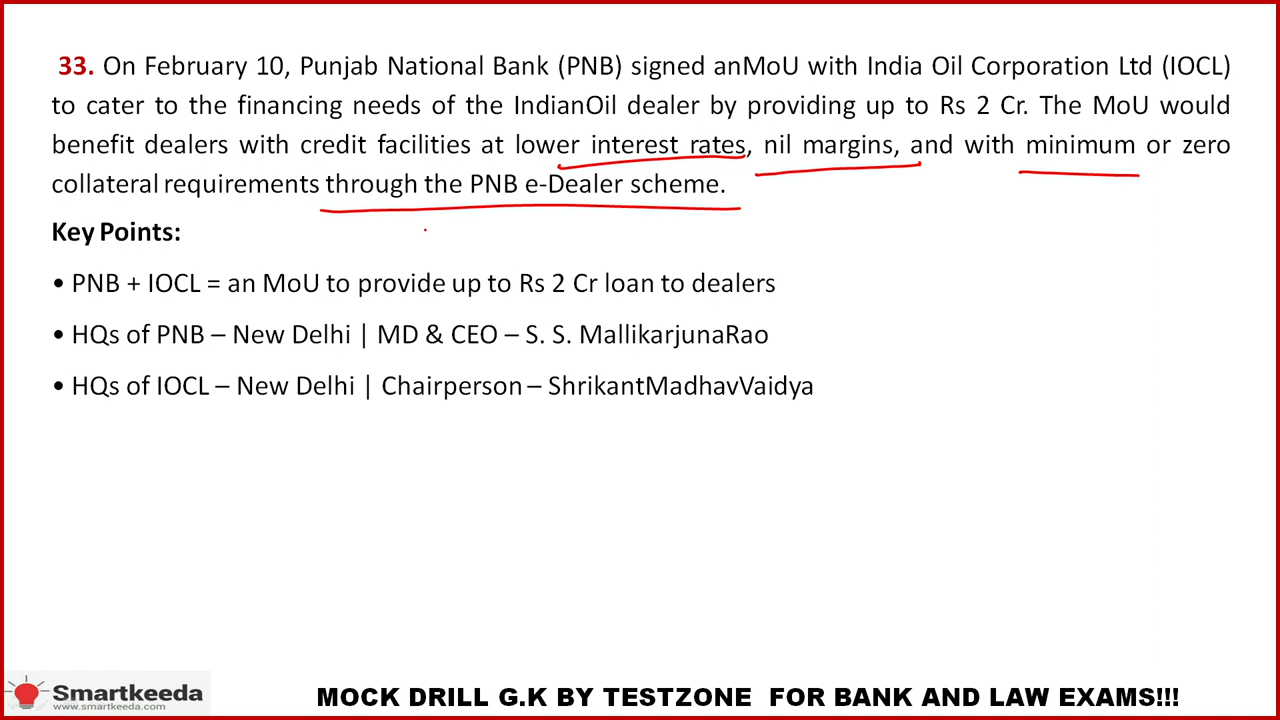 33. On February 10, Punjab National Bank (PNB) signed anMoU with India Oil Corporation Ltd (IOCL)
to cater to the financing needs of the IndianOil dealer by providing up to Rs 2 Cr. The MoU would
benefit dealers with credit facilities at lower interest rates, nil margins, and with minimum or zero
collateral requirements through the PNB e-Dealer scheme.
Key Points:
• PNB + IOCL = an MoU to provide up to Rs 2 Cr loan to dealers
• HQs of PNB – New Delhi | MD & CEO – S. S. MallikarjunaRao
• HQs of IOCL – New Delhi | Chairperson – ShrikantMadhavVaidya
Smartkeeda
www.smartkeeda.com
MOCK DRILL G.K BY TESTZONE FOR BANK AND LAW EXAMS!!!